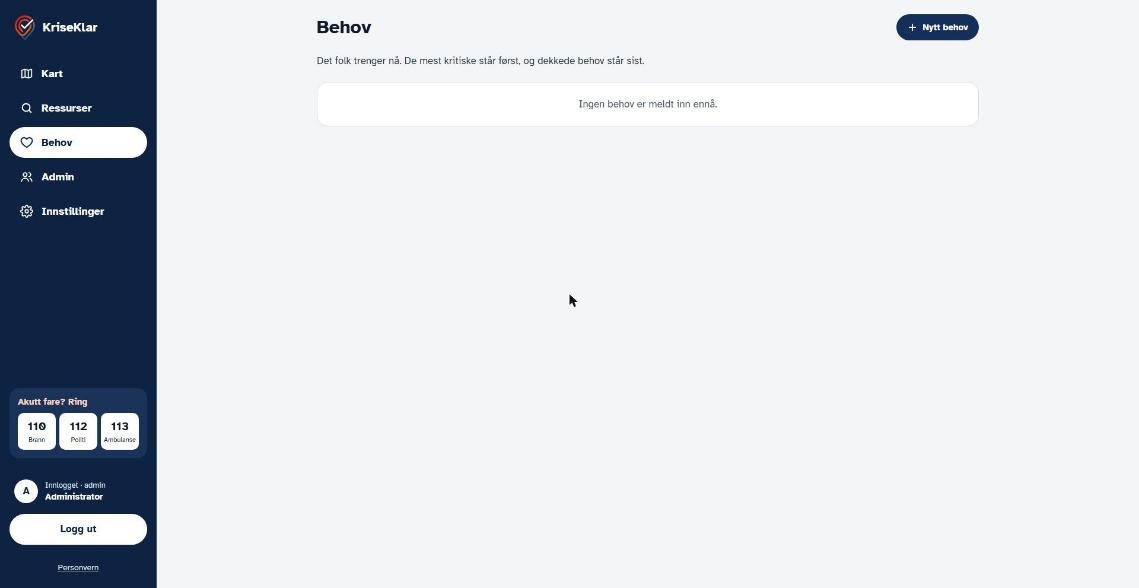 KriseKlar
Kart
Ressurser
Behov
Admin
Innstillinger
Akutt fare? Ring
110
Brann
112
Politi
113
Ambulanse
A
Innlogget · admin
Administrator
Logg ut
Personvern
Behov
+ Nytt behov
Det folk trenger nå. De mest kritiske står først, og dekkede behov står sist.
Ingen behov er meldt inn ennå.